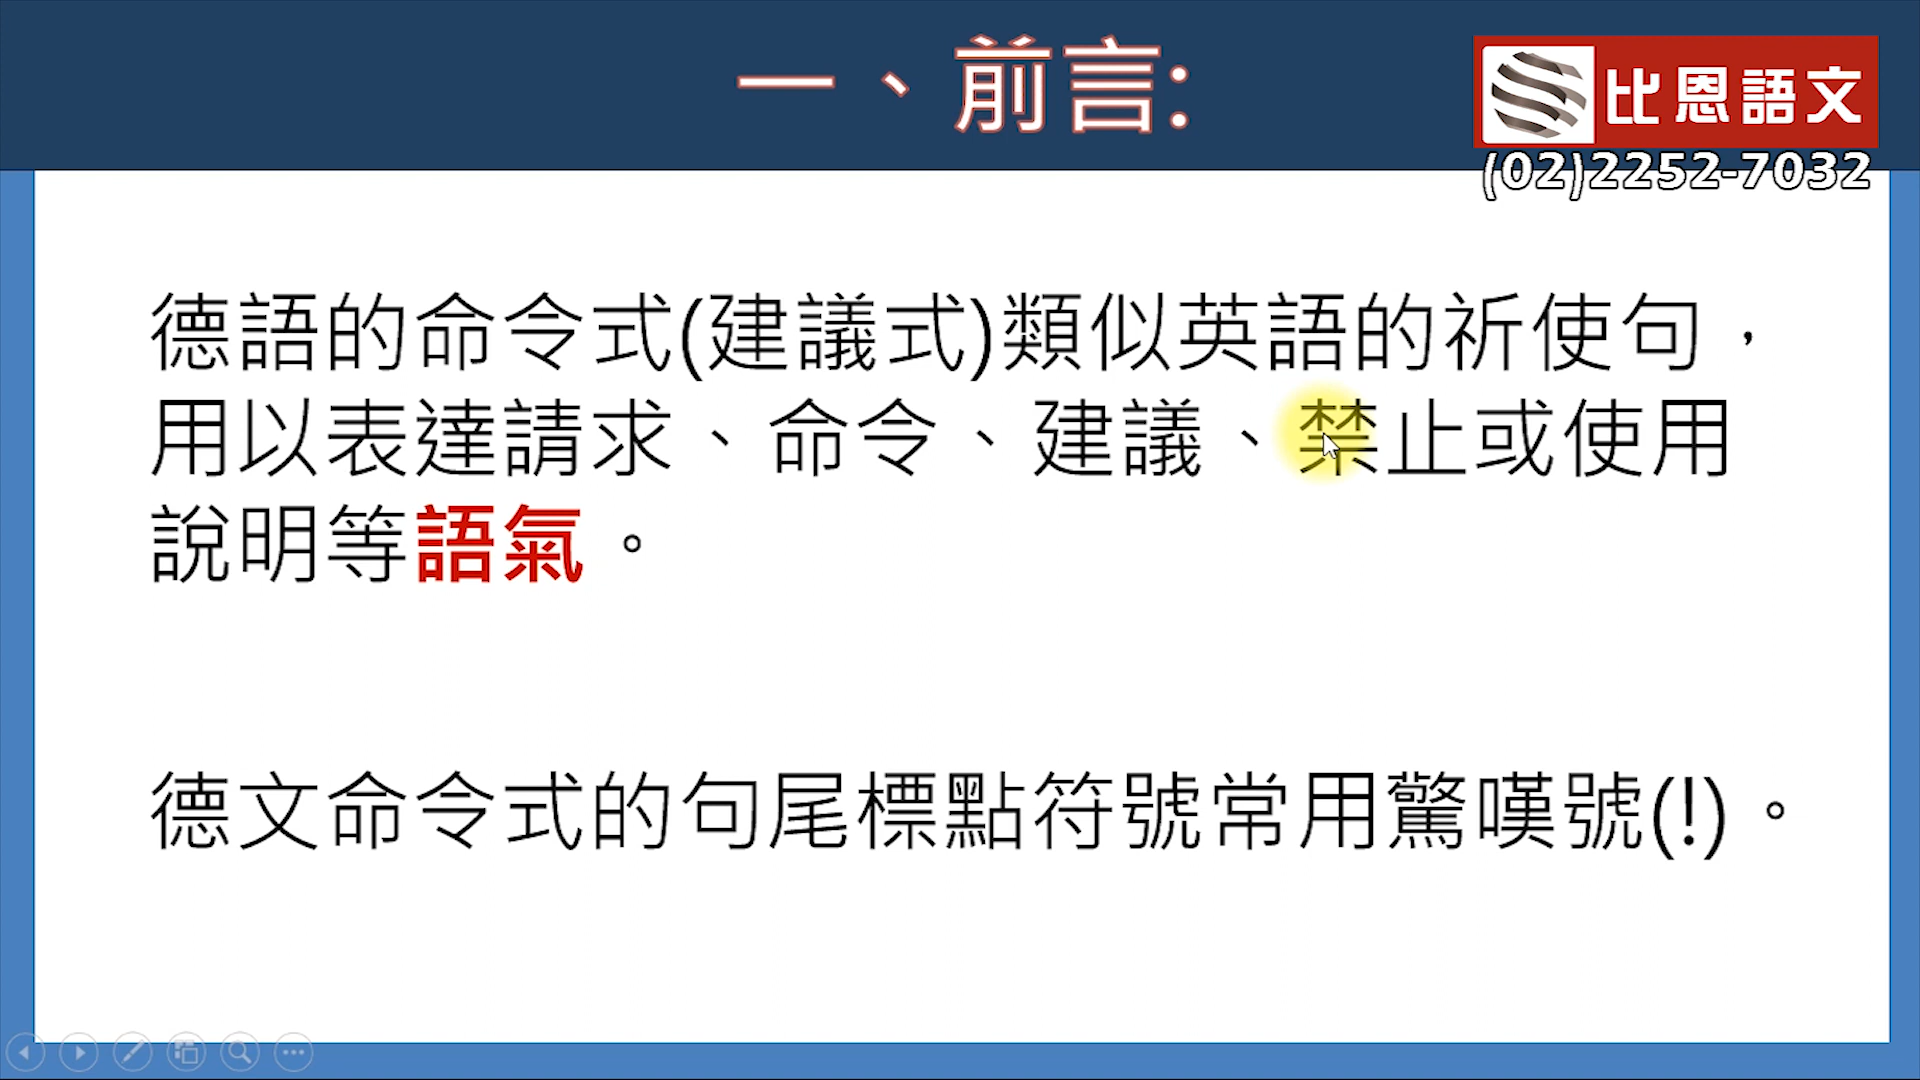 一、前言:
比恩語文
(02)2252-7032
德語的命令式(建議式)類似英語的祈使句，
用以表達請求、命令、建議、禁止或使用
說明等語氣。
德文命令式的句尾標點符號常用驚嘆號(!)。